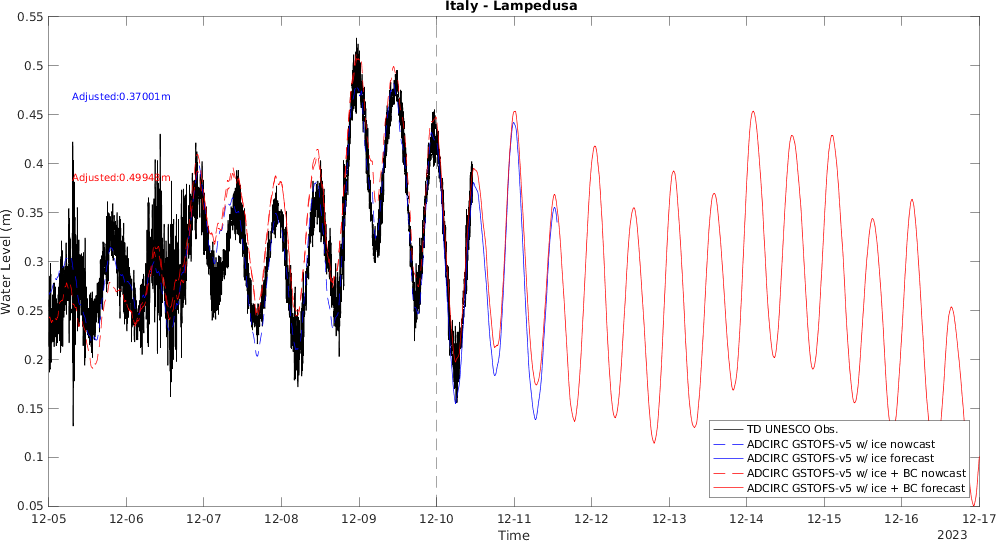 Italy - Lampedusa
Water Level (m)
0.55
0.5
0.45
0.4
0.35
0.3
0.25
0.2
0.15
0.1
0.05
Adjusted:0.37001m
TD UNESCO Obs.
ADCIRC GSTOFS-v5 w/ ice nowcast
ADCIRC GSTOFS-v5 w/ ice forecast
ADCIRC GSTOFS-v5 w/ ice + BC nowcast
ADCIRC GSTOFS-v5 w/ ice + BC forecast
12-05 12-06 12-07 12-08 12-09 12-10 12-11 12-12 12-13 12-14 12-15 12-16 12-17
Time
2023